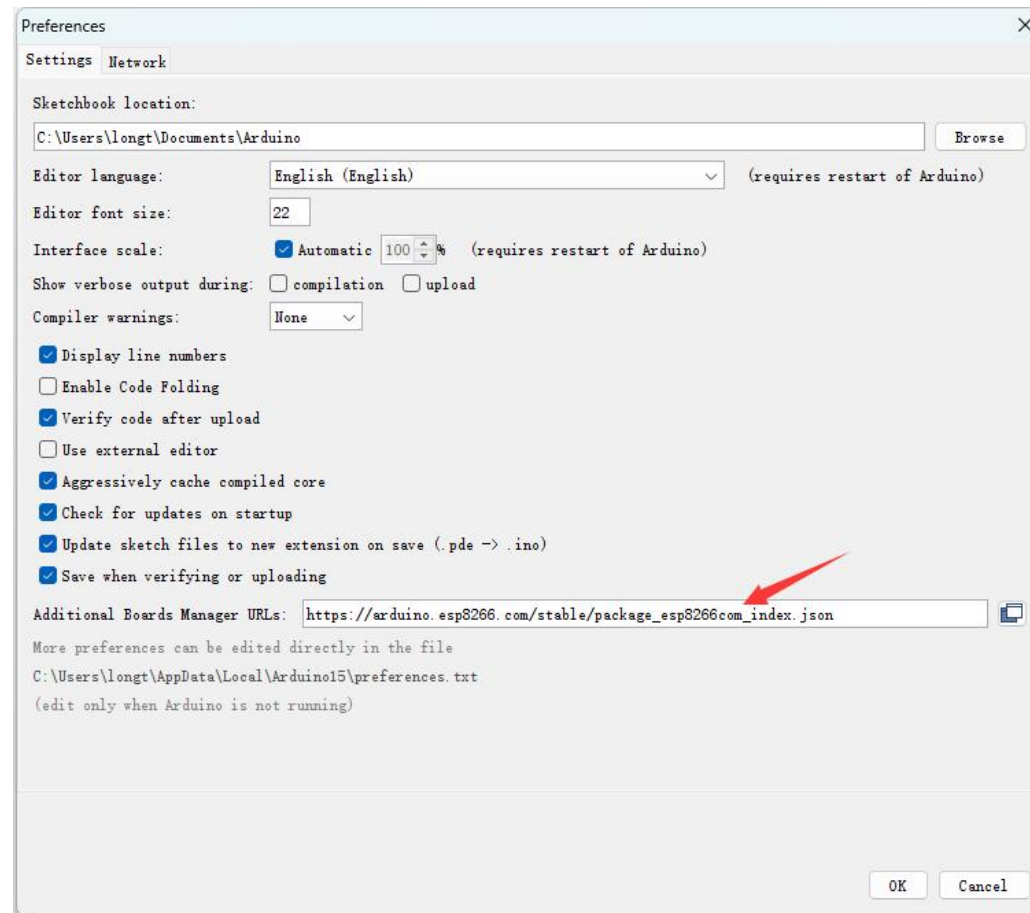 Preferences
Settings Network
Sketchbook location:
C:\Users\longt\Documents\Arduino Browse
Editor language: English (English) (requires restart of Arduino)
Editor font size: 22
Interface scale: Automatic 100 % (requires restart of Arduino)
Show verbose output during: compilation upload
Compiler warnings: None
Display line numbers
Enable Code Folding
Verify code after upload
Use external editor
Aggressively cache compiled core
Check for updates on startup
Update sketch files to new extension on save (.pde -> .ino)
Save when verifying or uploading
Additional Boards Manager URLs: https://arduino.esp8266.com/stable/package_esp8266com_index.json
More preferences can be edited directly in the file
C:\Users\longt\AppData\Local\Arduino15\preferences.txt
(edit only when Arduino is not running)
OK Cancel